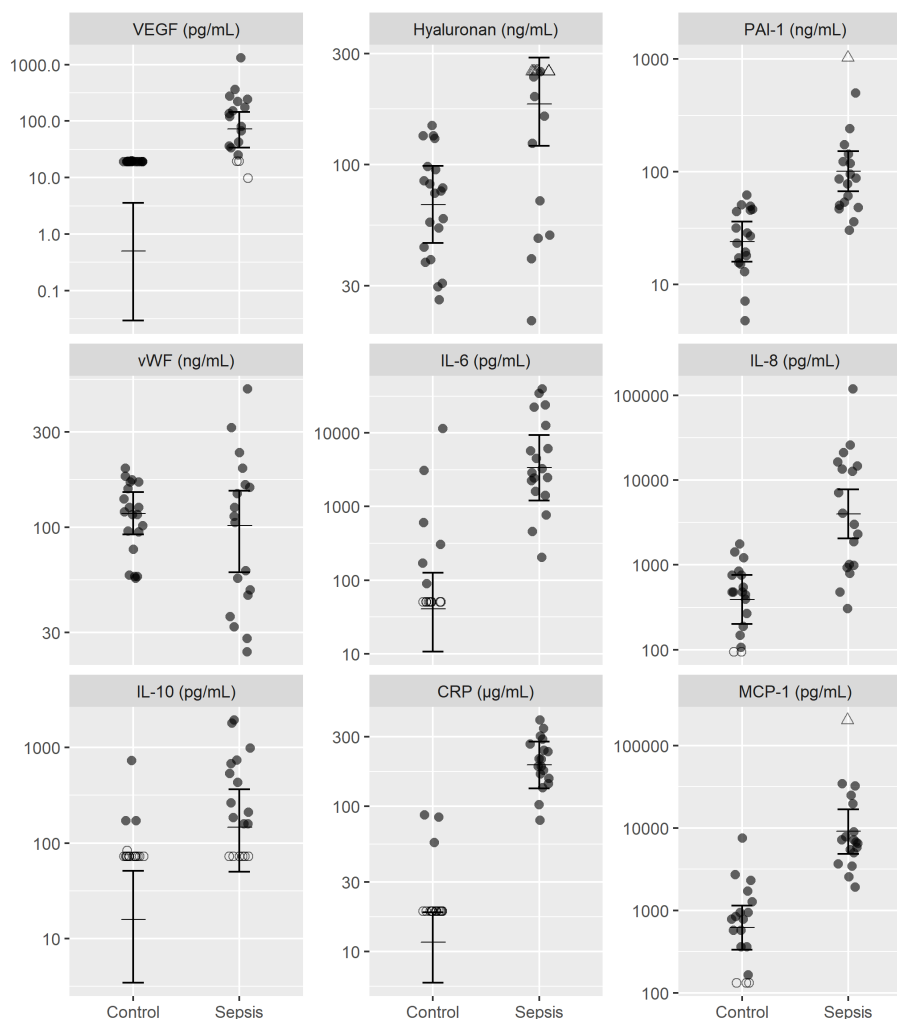 VEGF (pg/mL)
1000.0
100.0
10.0
1.0
0.1
Hyaluronan (ng/mL)
300
100
30
PAI-1 (ng/mL)
1000
100
10
vWF (ng/mL)
300
100
30
IL-6 (pg/mL)
10000
1000
100
10
IL-8 (pg/mL)
100000
10000
1000
100
IL-10 (pg/mL)
1000
100
10
CRP (µg/mL)
300
100
30
10
MCP-1 (pg/mL)
100000
10000
1000
100
Control Sepsis
Control Sepsis
Control Sepsis